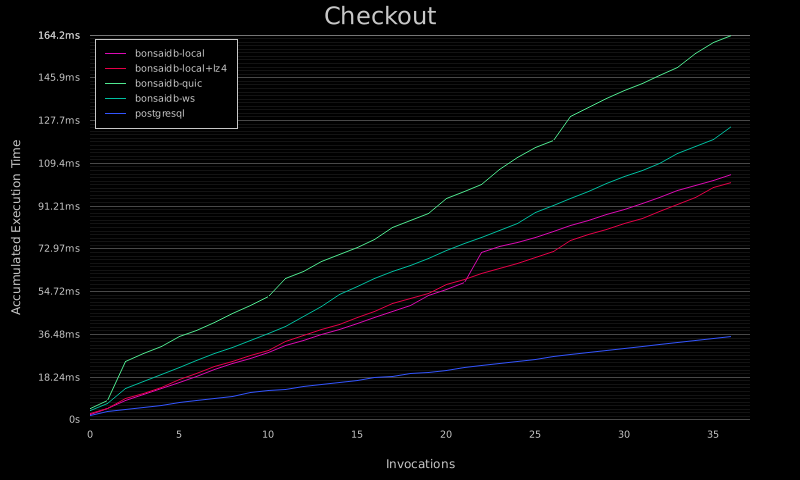 Checkout
164.2ms
145.9ms
127.7ms
109.4ms
91.21ms
72.97ms
54.72ms
36.48ms
18.24ms
0s
Accumulated Execution Time
bonsaidb-local
bonsaidb-local+lz4
bonsaidb-quic
bonsaidb-ws
postgresql
0 5 10 15 20 25 30 35
Invocations